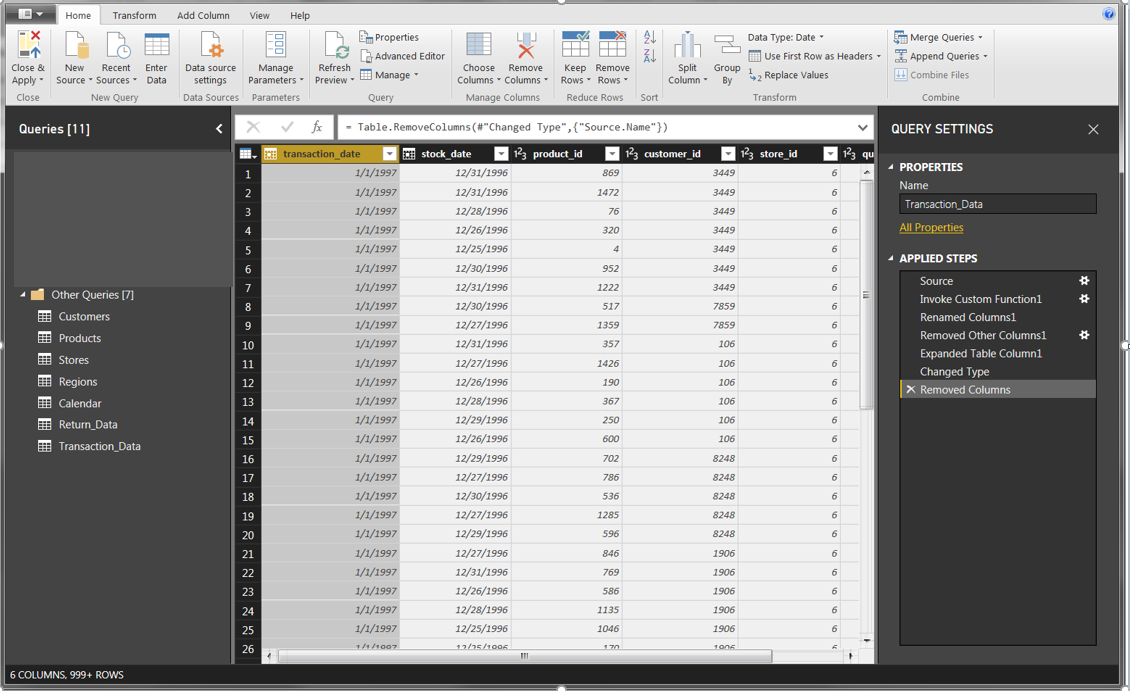 Home Transform Add Column View Help
Close & Apply
New Source
Recent Sources
Enter Data
Data source settings
Manage Parameters
Refresh Preview
Properties
Advanced Editor
Manage
Choose Columns
Remove Columns
Keep Rows
Remove Rows
Split Column
Group By
Data Type: Date
Use First Row as Headers
Replace Values
Merge Queries
Append Queries
Combine Files
Close New Query Data Sources Parameters Query Manage Columns Reduce Rows Sort Transform Combine
Queries [11]
Other Queries [7]
Customers
Products
Stores
Regions
Calendar
Return_Data
Transaction_Data
fx = Table.RemoveColumns(#"Changed Type",{"Source.Name"})
transaction_date stock_date 123 product_id 123 customer_id 123 store_id 123 qu
1 1/1/1997 12/31/1996 869 3449 6
2 1/1/1997 12/31/1996 1472 3449 6
3 1/1/1997 12/28/1996 76 3449 6
4 1/1/1997 12/26/1996 320 3449 6
5 1/1/1997 12/25/1996 4 3449 6
6 1/1/1997 12/30/1996 952 3449 6
7 1/1/1997 12/31/1996 1222 3449 6
8 1/1/1997 12/30/1996 517 7859 6
9 1/1/1997 12/27/1996 1359 7859 6
10 1/1/1997 12/31/1996 357 106 6
11 1/1/1997 12/27/1996 1426 106 6
12 1/1/1997 12/26/1996 190 106 6
13 1/1/1997 12/28/1996 367 106 6
14 1/1/1997 12/29/1996 250 106 6
15 1/1/1997 12/26/1996 600 106 6
16 1/1/1997 12/29/1996 702 8248 6
17 1/1/1997 12/27/1996 786 8248 6
18 1/1/1997 12/30/1996 536 8248 6
19 1/1/1997 12/27/1996 1285 8248 6
20 1/1/1997 12/29/1996 596 8248 6
21 1/1/1997 12/27/1996 846 1906 6
22 1/1/1997 12/31/1996 769 1906 6
23 1/1/1997 12/26/1996 586 1906 6
24 1/1/1997 12/28/1996 1135 1906 6
25 1/1/1997 12/25/1996 1046 1906 6
26 1/1/1997 12/25/1996 170 1906 6
QUERY SETTINGS
PROPERTIES
Name
Transaction_Data
All Properties
APPLIED STEPS
Source
Invoke Custom Function1
Renamed Columns1
Removed Other Columns1
Expanded Table Column1
Changed Type
Removed Columns
6 COLUMNS, 999+ ROWS